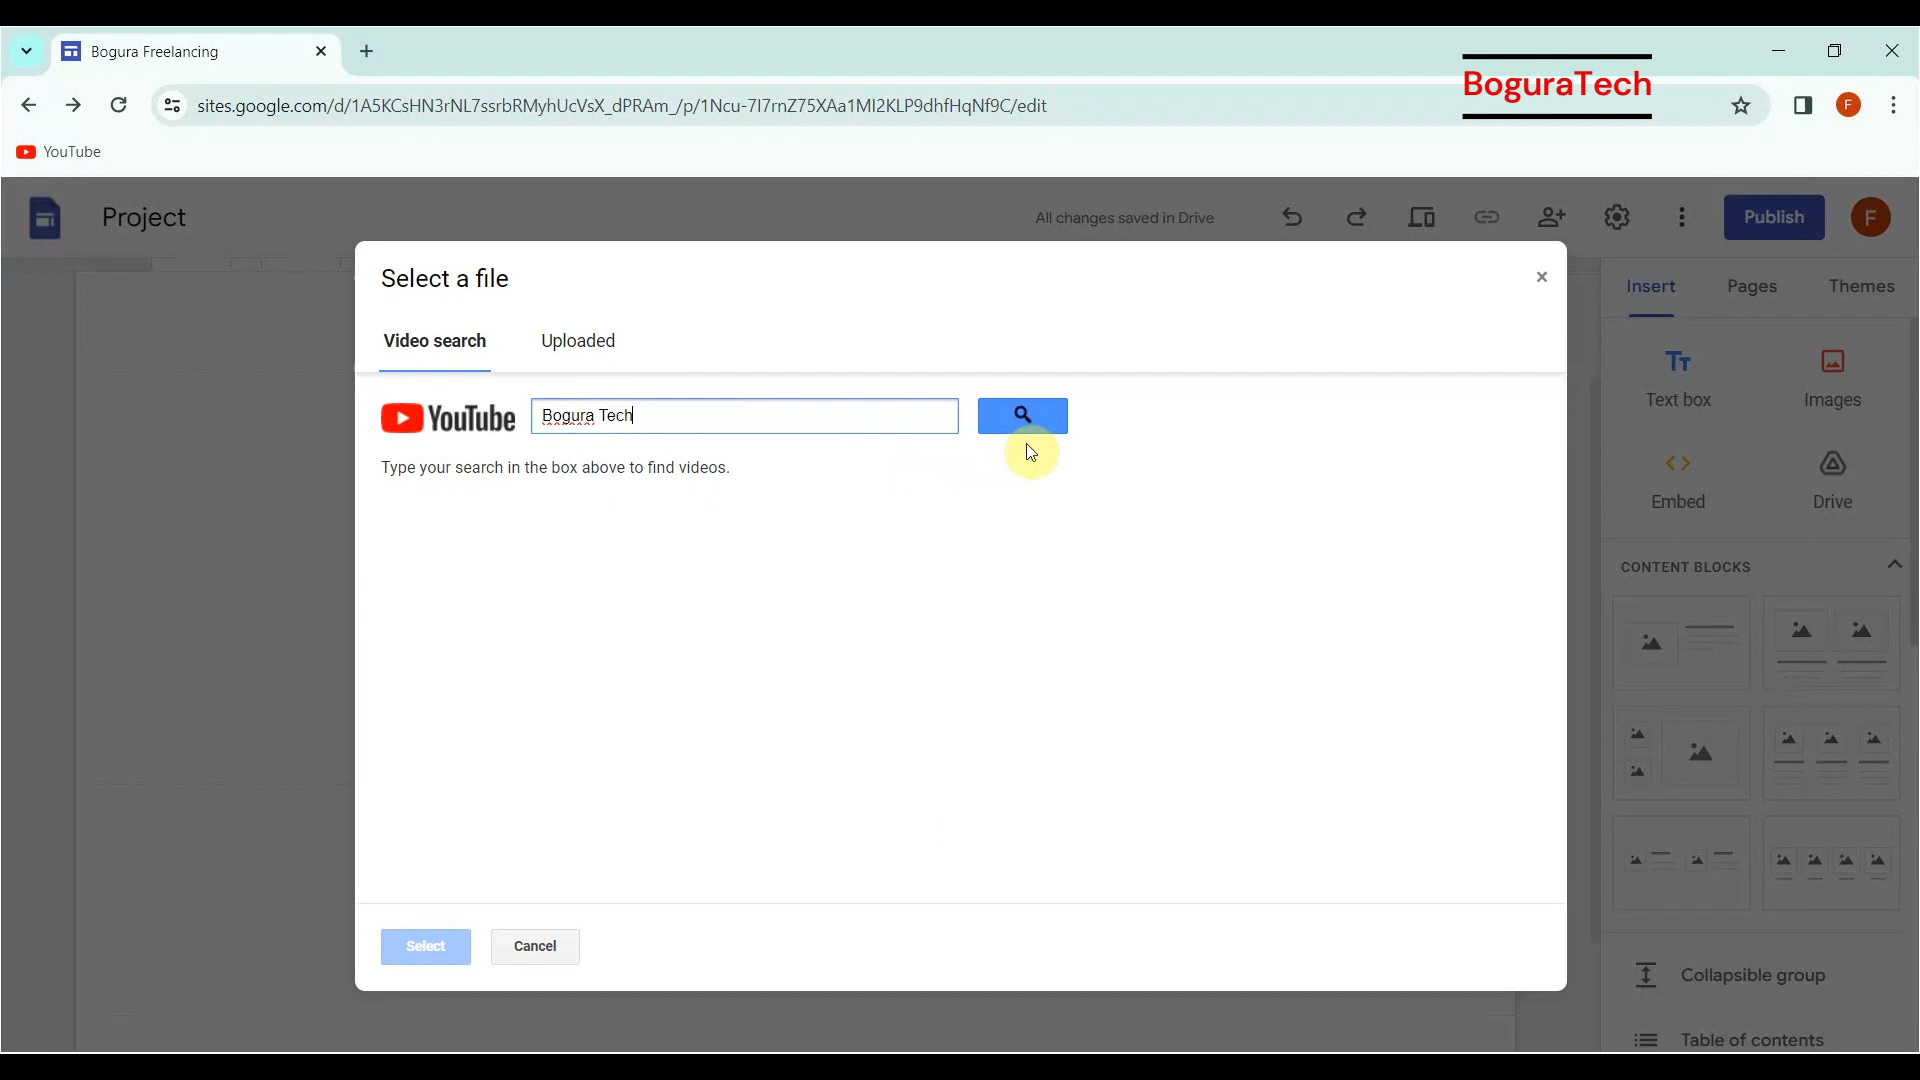 Bogura Freelancing
BoguraTech
sites.google.com/d/1A5KCsHN3rNL7ssrbRMyhUcVsX_dPRAm_/p/1Ncu-7I7rnZ75XAa1MI2KLP9dhfHqNf9C/edit
F
YouTube
Project
All changes saved in Drive
Publish
F
Select a file
Video search
Uploaded
YouTube
Bogura Tech
Type your search in the box above to find videos.
Select
Cancel
Insert
Pages
Themes
Tт
Text box
Images
Embed
Drive
CONTENT BLOCKS
Collapsible group
Table of contents